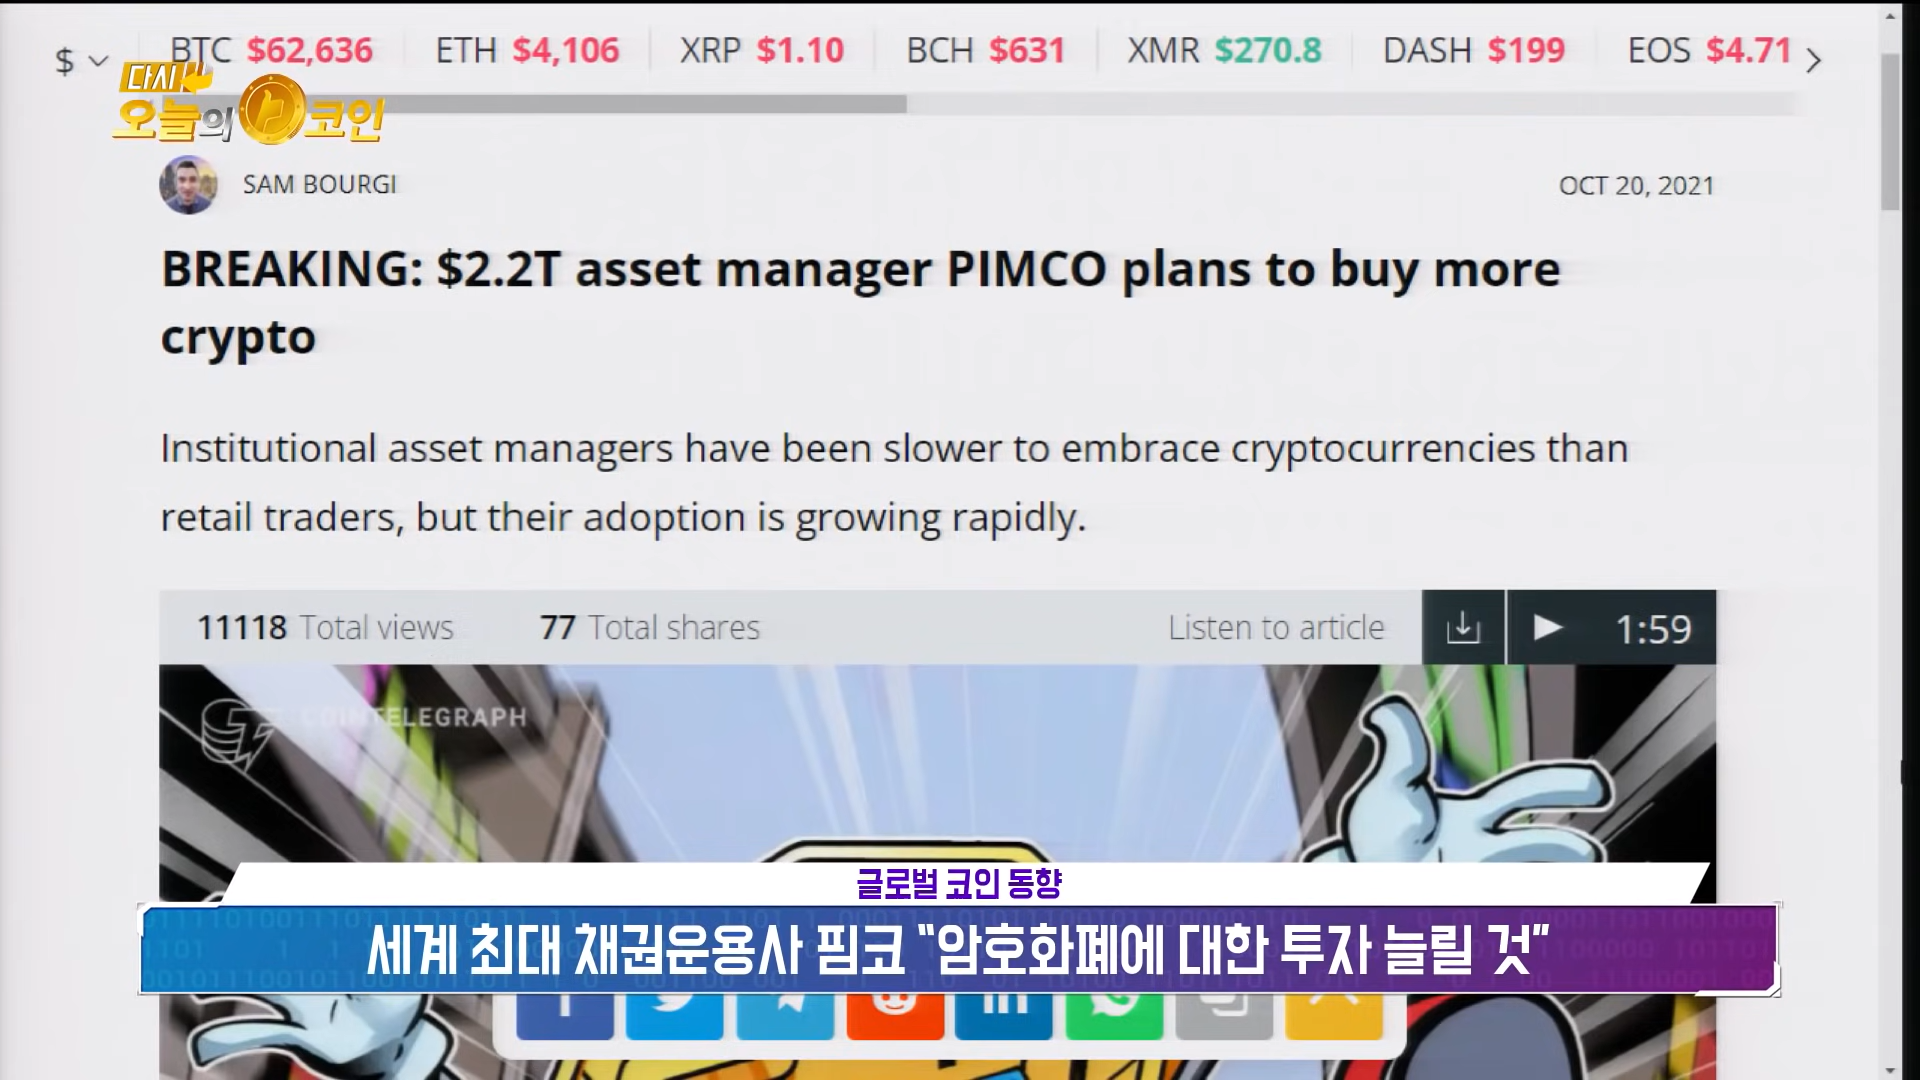 $ BTC $62,636 ETH $4,106 XRP $1.10 BCH $631 XMR $270.8 DASH $199 EOS $4.71
다시
오늘의 코인
SAM BOURGI OCT 20, 2021
BREAKING: $2.2T asset manager PIMCO plans to buy more
crypto
Institutional asset managers have been slower to embrace cryptocurrencies than
retail traders, but their adoption is growing rapidly.
11118 Total views 77 Total shares Listen to article 1:59
COINTELEGRAPH
글로벌 코인 동향
세계 최대 채권운용사 핌코 “암호화폐에 대한 투자 늘릴 것”